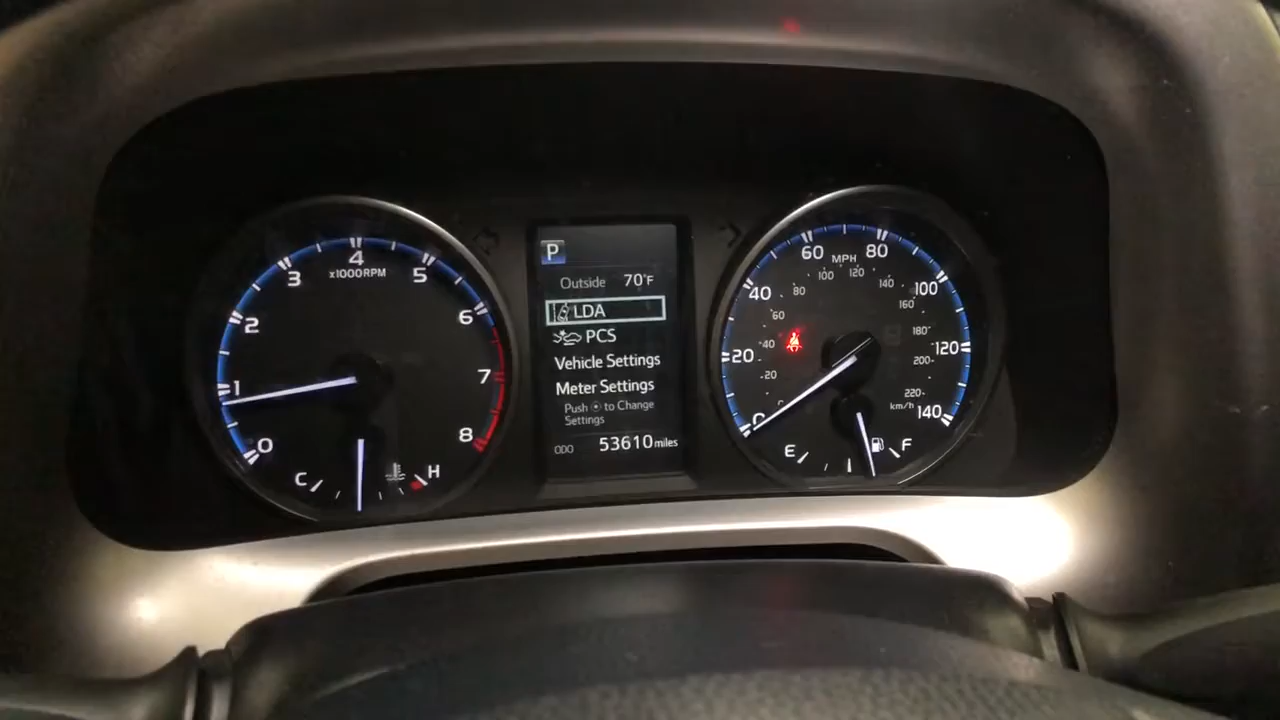 0
1
2
3
4
5
6
7
8
x1000RPM
C
H
P
Outside 70°F
LDA
PCS
Vehicle Settings
Meter Settings
Push to Change
Settings
ODO 53610 miles
0
20
40
60
80
100
120
140
MPH
0
20
40
60
80
100
120
140
160
180
200
220
km/h
E
F